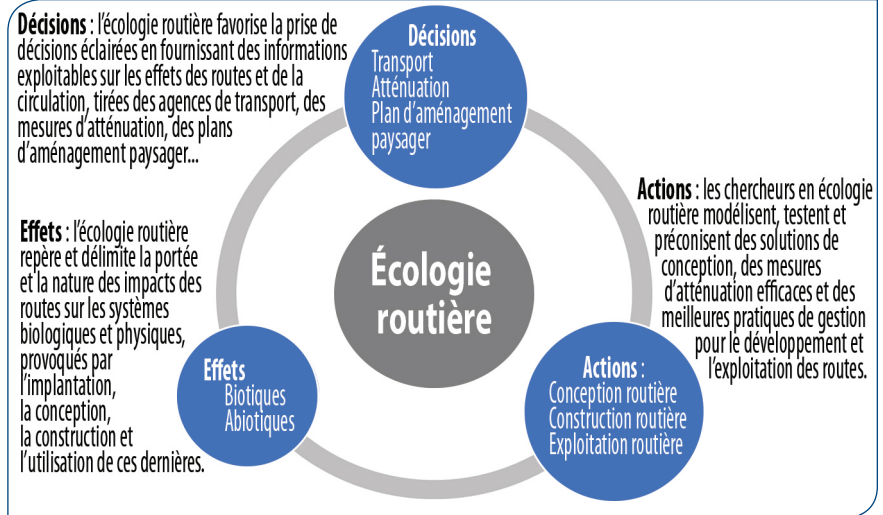 Décisions : l'écologie routière favorise la prise de
décisions éclairées en fournissant des informations
exploitables sur les effets des routes et de la
circulation, tirées des agences de transport, des
mesures d'atténuation, des plans
d'aménagement paysager...
Décisions
Transport
Atténuation
Plan d'aménagement
paysager
Actions : les chercheurs en écologie
routière modélisent, testent et
préconisent des solutions de
conception, des mesures
d'atténuation efficaces et des
meilleures pratiques de gestion
pour le développement et
l'exploitation des routes.
Effets : l'écologie routière
repère et délimite la portée
et la nature des impacts des
routes sur les systèmes
biologiques et physiques,
provoqués par
l'implantation,
la conception,
la construction et
l'utilisation de ces dernières.
Écologie
routière
Effets
Biotiques
Abiotiques
Actions :
Conception routière
Construction routière
Exploitation routière